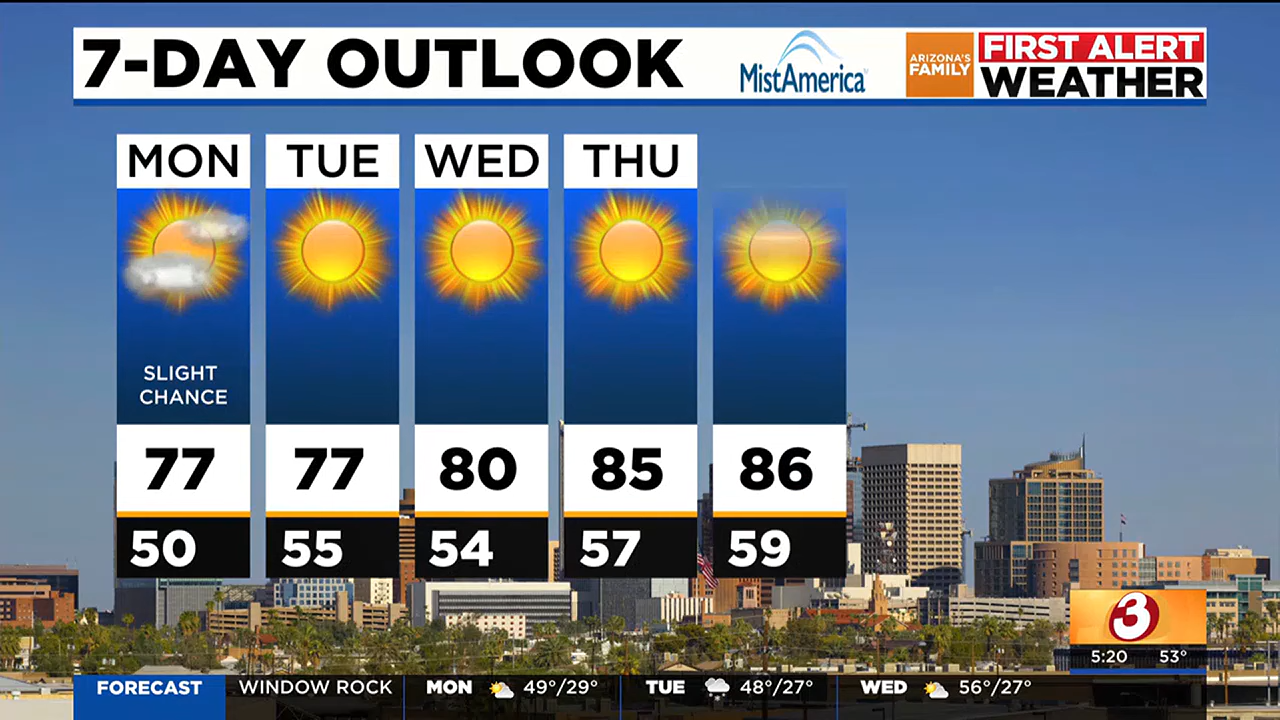 7-DAY OUTLOOK
MistAmerica
ARIZONA'S
FAMILY
FIRST ALERT
WEATHER
MON TUE WED THU
SLIGHT
CHANCE
77 77 80 85 86
50 55 54 57 59
3
5:20 53°
FORECAST WINDOW ROCK MON 49°/29° TUE 48°/27° WED 56°/27°